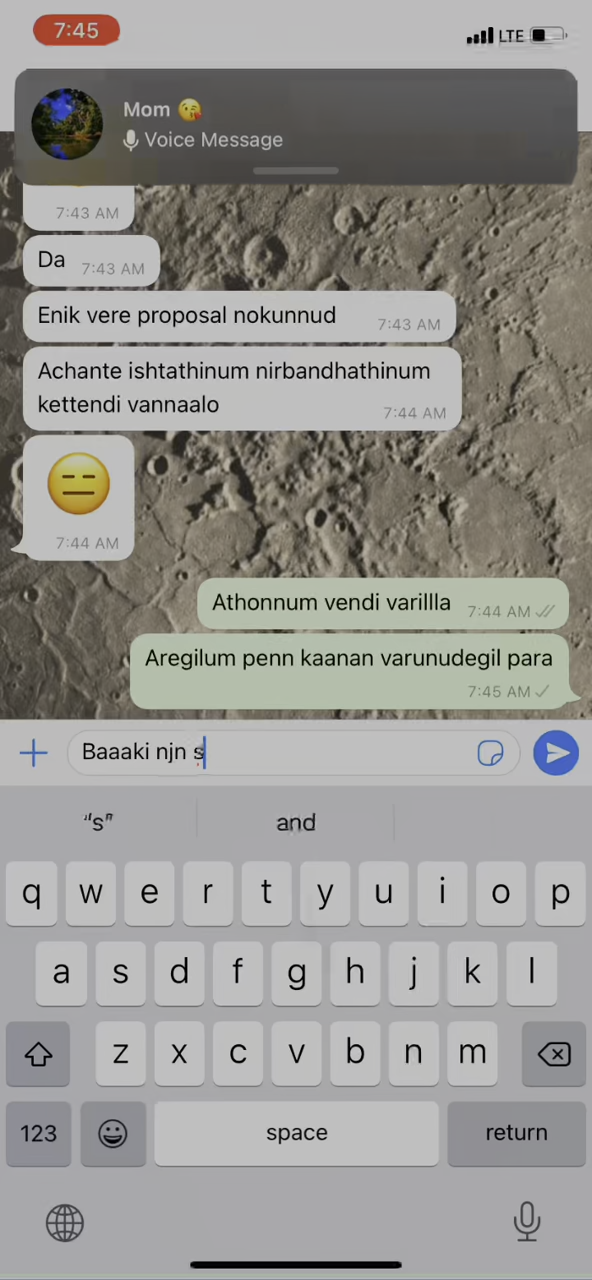 7:45
LTE
Mom 😘
Voice Message
7:43 AM
Da
7:43 AM
Enik vere proposal nokunnud
7:43 AM
Achante ishtathinum nirbandhathinum
kettendi vannaalo
7:44 AM
😑
7:44 AM
Athonnum vendi varillla
7:44 AM
Aregilum penn kaanan varunudegil para
7:45 AM
Baaaki njn s
“s” and
q w e r t y u i o p
a s d f g h j k l
z x c v b n m
123 space return